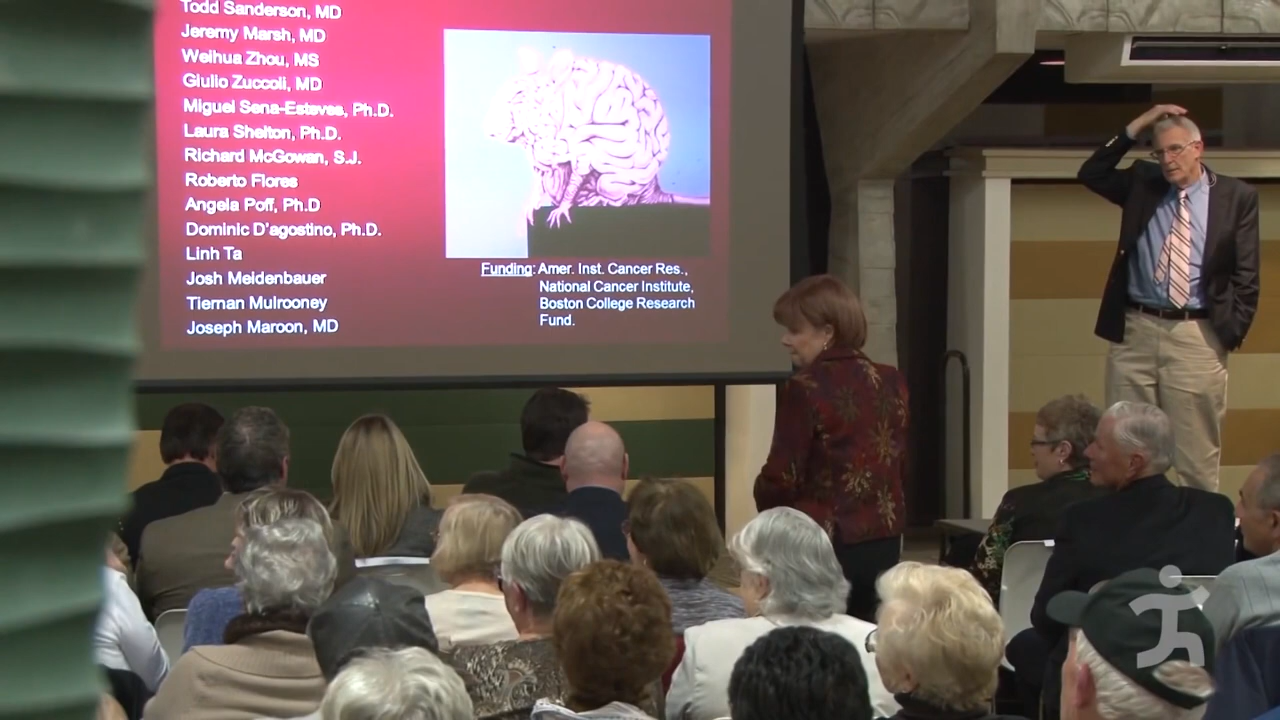 Todd Sanderson, MD
Jeremy Marsh, MD
Weihua Zhou, MS
Giulio Zuccoli, MD
Miguel Sena-Esteves, Ph.D.
Laura Shelton, Ph.D.
Richard McGowan, S.J.
Roberto Flores
Angela Poff, Ph.D
Dominic D'agostino, Ph.D.
Linh Ta
Josh Meidenbauer
Tiernan Mulrooney
Joseph Maroon, MD
Funding: Amer. Inst. Cancer Res.,
National Cancer Institute,
Boston College Research
Fund.